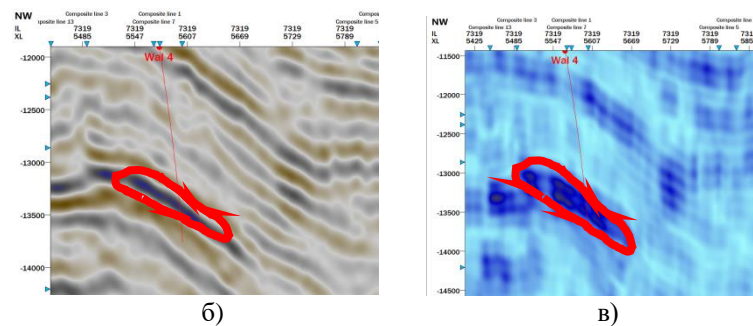 NW
Composite line 3
Composite line 1
Composite line 13
Composite line 7
Composite line 5
IL 7319 7319 7319 7319 7319 7319
XL 5485 5547 5607 5669 5729 5789
Wal 4
-12000
-12500
-13000
-13500
-14000
б)
NW
Composite line 3
Composite line 1
Composite line 13
Composite line 7
Composite line 5
IL 7319 7319 7319 7319 7319 7319 7319
XL 5425 5485 5547 5607 5669 5729 5789
Wal 4
-11500
-12000
-12500
-13000
-13500
-14000
-14500
в)